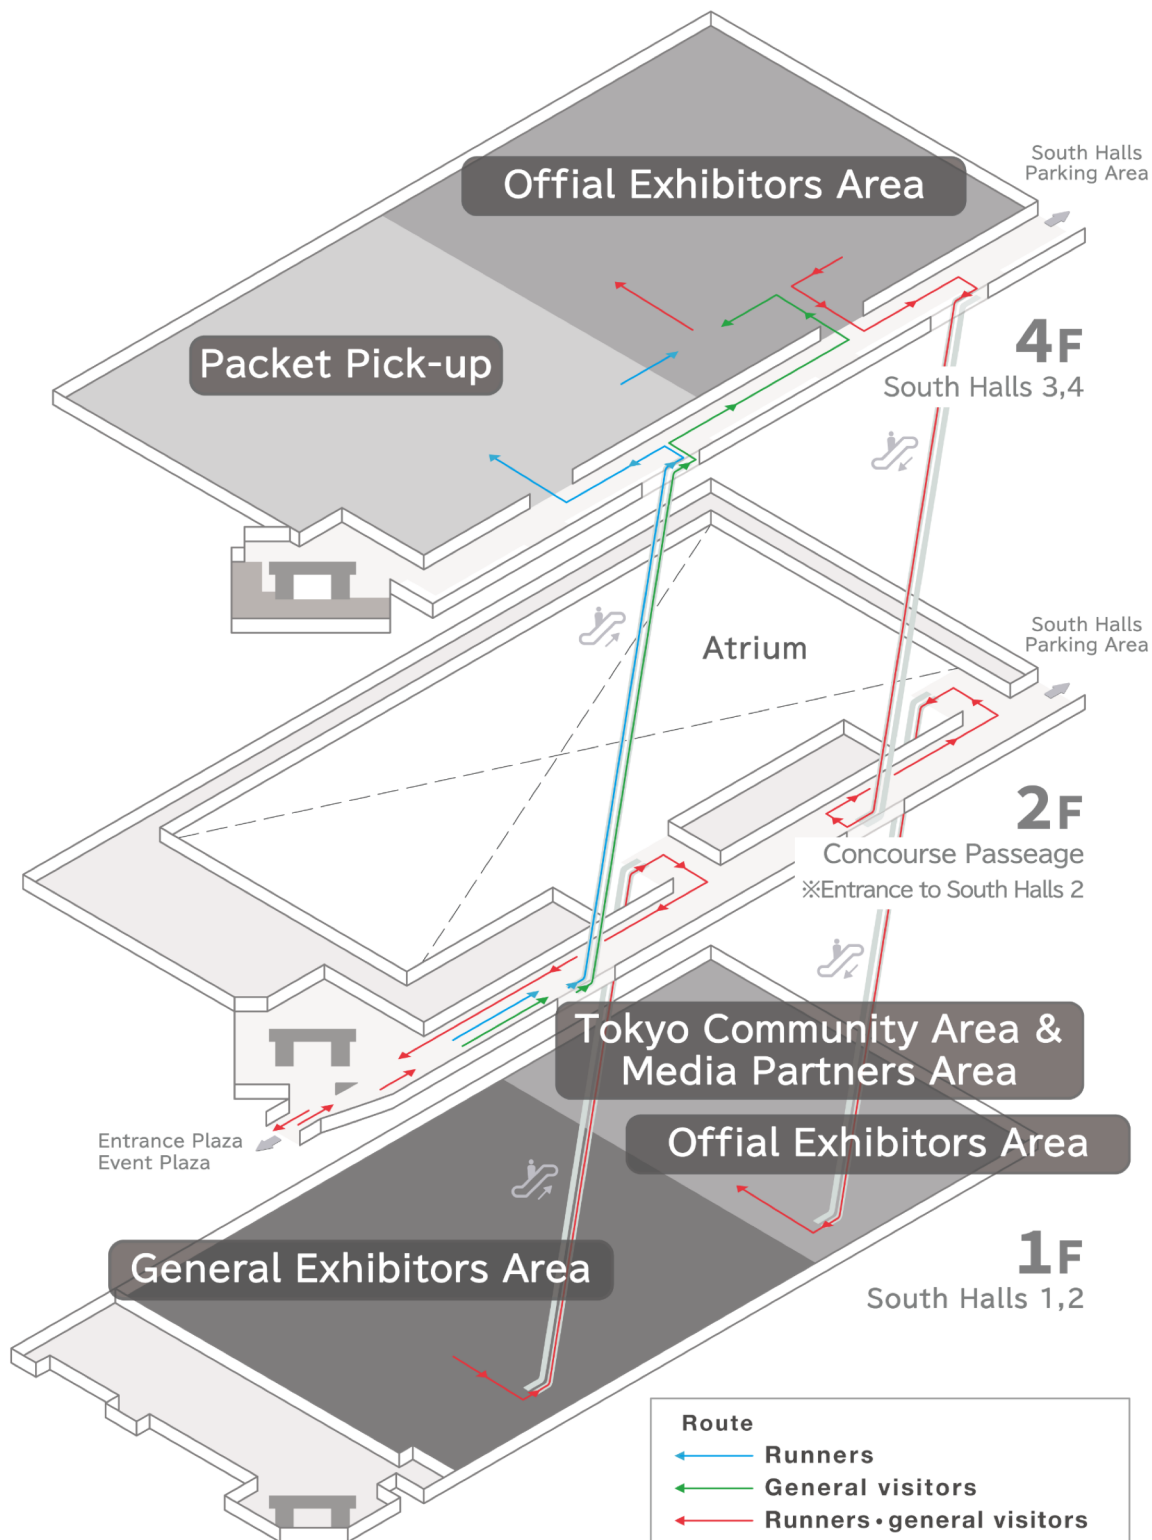 South Halls
Parking Area
Offial Exhibitors Area
Packet Pick-up
4F
South Halls 3,4
Atrium
South Halls
Parking Area
2F
Concourse Passeage
※Entrance to South Halls 2
Tokyo Community Area &
Media Partners Area
Entrance Plaza
Event Plaza
Offial Exhibitors Area
General Exhibitors Area
1F
South Halls 1,2
Route
Runners
General visitors
Runners・general visitors